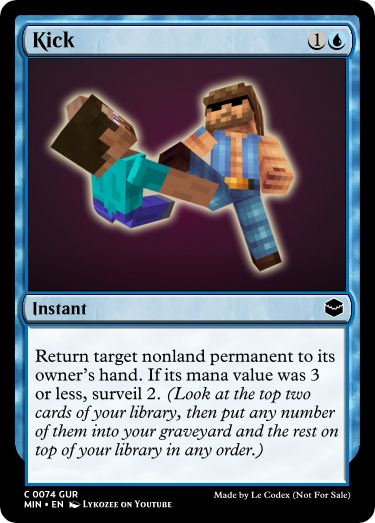 Kick 1
Instant
Return target nonland permanent to its
owner's hand. If its mana value was 3
or less, surveil 2. (Look at the top two
cards of your library, then put any number
of them into your graveyard and the rest on
top of your library in any order.)
C 0074 GUR
MIN • EN Lykozee on YouTube
Made by Le Codex (Not For Sale)